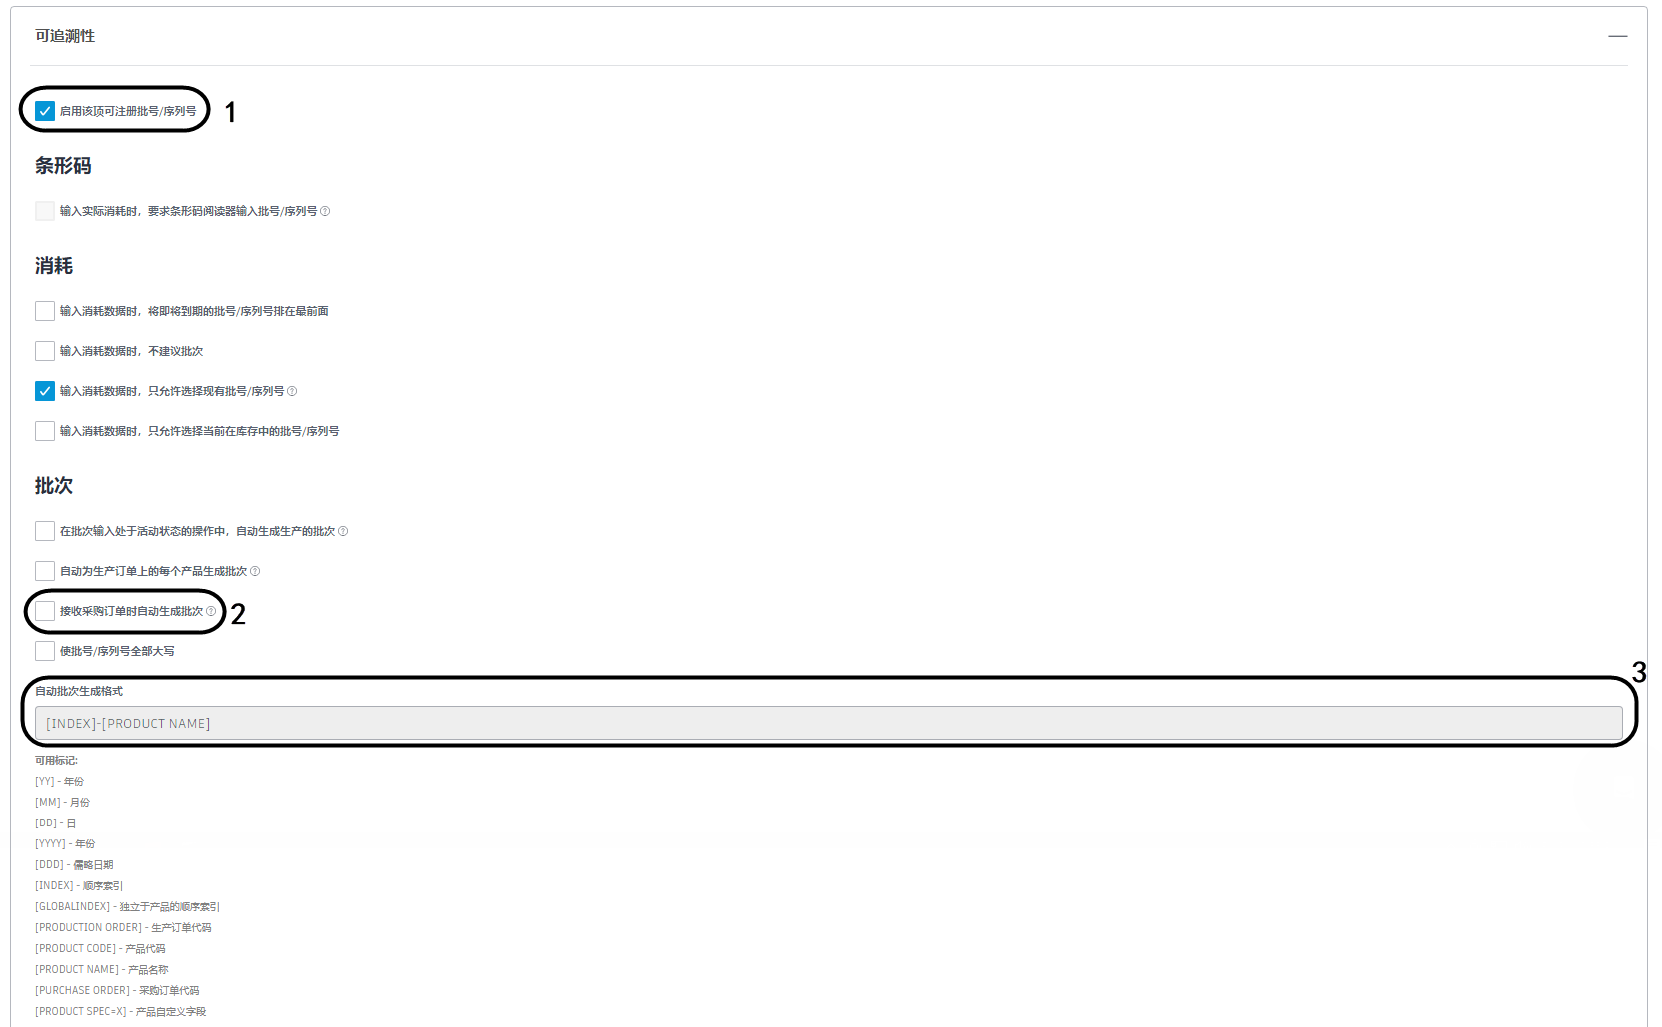 可追溯性
启用该项可注册批号/序列号
1
条形码
输入实际消耗时，要求条形码阅读器输入批号/序列号
消耗
输入消耗数据时，将即将到期的批号/序列号排在最前面
输入消耗数据时，不建议批次
输入消耗数据时，只允许选择现有批号/序列号
输入消耗数据时，只允许选择当前在库存中的批号/序列号
批次
在批次输入处于活动状态的操作中，自动生成生产的批次
自动为生产订单上的每个产品生成批次
接收采购订单时自动生成批次
2
使批号/序列号全部大写
3
自动批次生成格式
[INDEX]-[PRODUCT NAME]
可用标记:
[YY] - 年份
[MM] - 月份
[DD] - 日
[YYYY] - 年份
[DDD] - 儒略日期
[INDEX] - 顺序索引
[GLOBALINDEX] - 独立于产品的顺序索引
[PRODUCTION ORDER] - 生产订单代码
[PRODUCT CODE] - 产品代码
[PRODUCT NAME] - 产品名称
[PURCHASE ORDER] - 采购订单代码
[PRODUCT SPEC=X] - 产品自定义字段